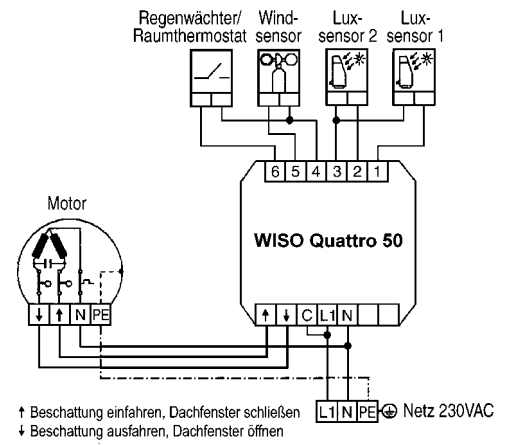 Regenwächter/
Raumthermostat
Wind-
sensor
Lux-
sensor 2
Lux-
sensor 1
6 5 4 3 2 1
WISO Quattro 50
Motor
↓ ↑ N PE
↑ ↓ C L1 N
L1 N PE Netz 230VAC
↑ Beschattung einfahren, Dachfenster schließen
↓ Beschattung ausfahren, Dachfenster öffnen